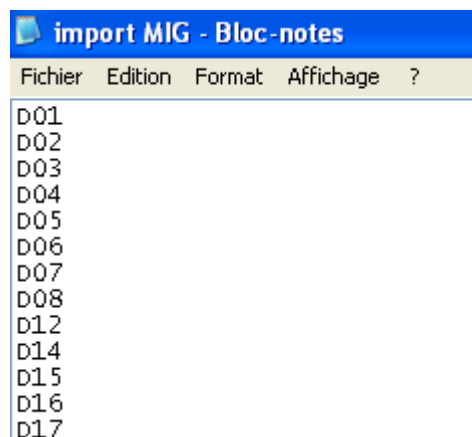 import MIG - Bloc-notes
Fichier Edition Format Affichage ?
D01
D02
D03
D04
D05
D06
D07
D08
D12
D14
D15
D16
D17